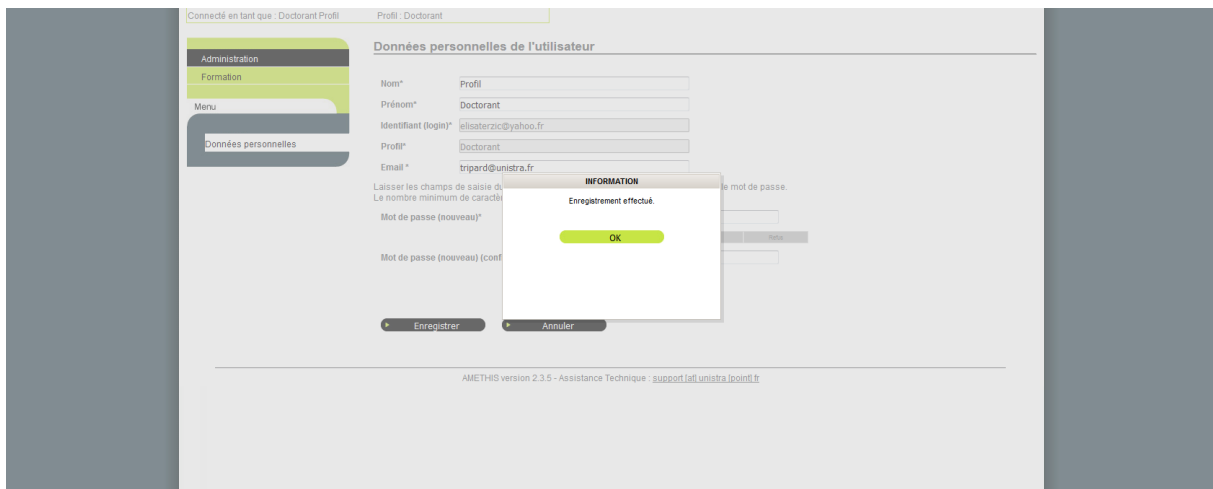 Connecté en tant que : Doctorant Profil Profil : Doctorant
Données personnelles de l'utilisateur
Administration
Formation
Menu
Données personnelles
Nom* Profil
Prénom* Doctorant
Identifiant (login)* elisaterzic@yahoo.fr
Profil* Doctorant
Email * tripard@unistra.fr
Laisser les champs de saisie du le mot de passe.
Le nombre minimum de caractè
INFORMATION
Enregistrement effectué.
OK
Mot de passe (nouveau)*
Mot de passe (nouveau) (conf
Enregistrer Annuler
AMETHIS version 2.3.5 - Assistance Technique : support [at] unistra [point] fr